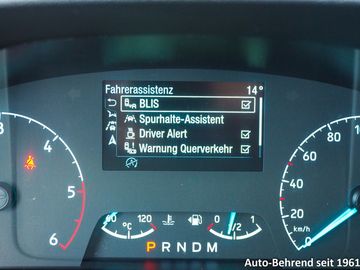 Fahrerassistenz 14°
BLIS
Spurhalte-Assistent
Driver Alert
Warnung Querverkehr
3
4
5
6
60 °C 120
0 1/2 1
P R N D M
100
80
60
40
20
0
km/h
Auto-Behrend seit 1961